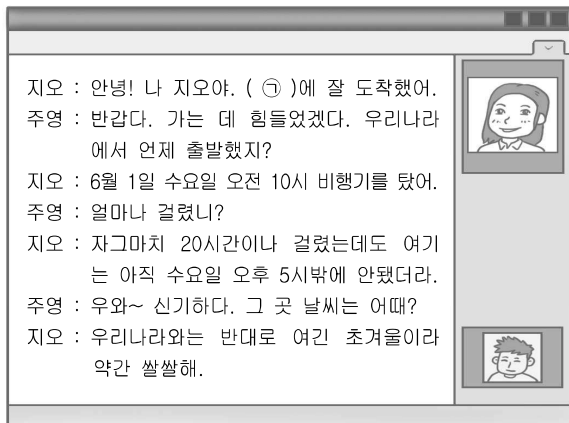 지오 : 안녕! 나 지오야. ( ㉠ )에 잘 도착했어.
주영 : 반갑다. 가는 데 힘들었겠다. 우리나라
에서 언제 출발했지?
지오 : 6월 1일 수요일 오전 10시 비행기를 탔어.
주영 : 얼마나 걸렸니?
지오 : 자그마치 20시간이나 걸렸는데도 여기
는 아직 수요일 오후 5시밖에 안됐더라.
주영 : 우와~ 신기하다. 그 곳 날씨는 어때?
지오 : 우리나라와는 반대로 여긴 초겨울이라
약간 쌀쌀해.